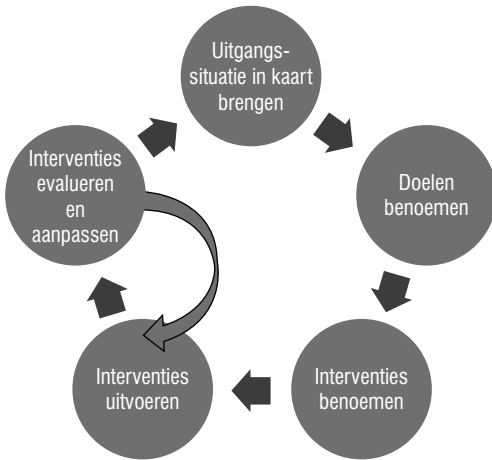 Uitgangs-
situatie in kaart
brengen
Doelen
benoemen
Interventies
benoemen
Interventies
uitvoeren
Interventies
evalueren
en
aanpassen